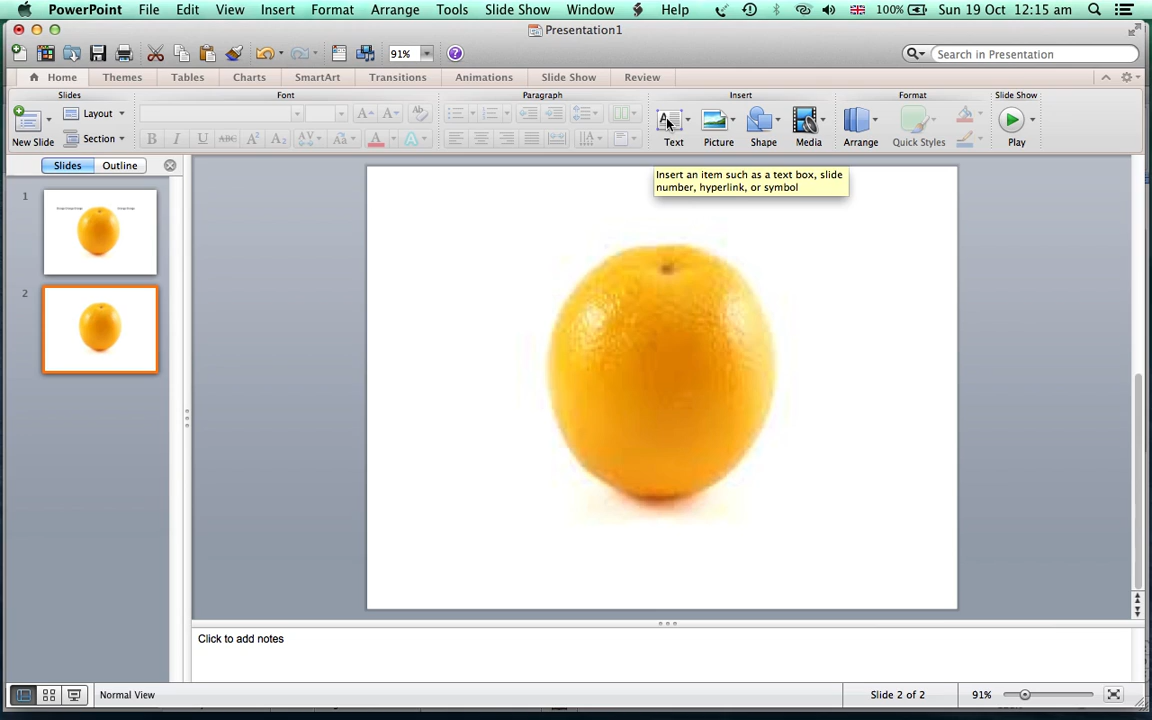 PowerPoint File Edit View Insert Format Arrange Tools Slide Show Window Help 100% Sun 19 Oct 12:15 am
Presentation1
91% Search in Presentation
Home Themes Tables Charts SmartArt Transitions Animations Slide Show Review
Slides Font Paragraph Insert Format Slide Show
Layout
Section
New Slide Text Picture Shape Media Arrange Quick Styles Play
Slides Outline
Insert an item such as a text box, slide
number, hyperlink, or symbol
1
2
Click to add notes
Normal View Slide 2 of 2 91%